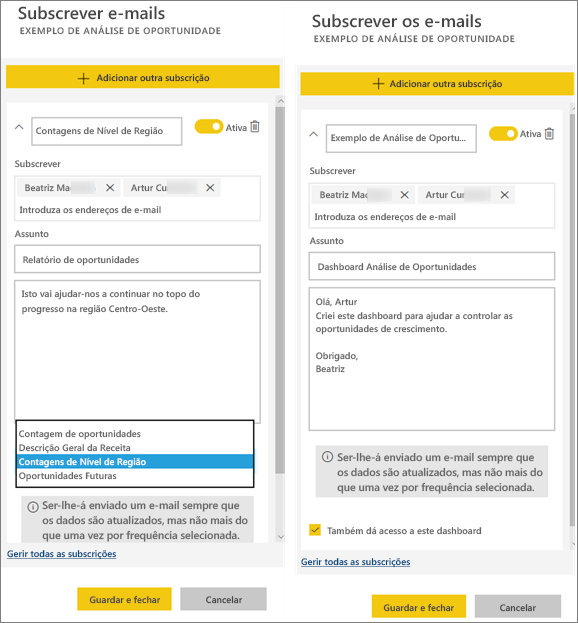 Subscrever e-mails
EXEMPLO DE ANÁLISE DE OPORTUNIDADE
Adicionar outra subscrição
Contagens de Nível de Região
Ativa
Subscrever
Beatriz
Artur
Introduza os endereços de e-mail
Assunto
Relatório de oportunidades
Isto vai ajudar-nos a continuar no topo do
progresso na região Centro-Oeste.
Contagem de oportunidades
Descrição Geral da Receita
Contagens de Nível de Região
Oportunidades Futuras
Ser-lhe-á enviado um e-mail sempre que
os dados são atualizados, mas não mais do
que uma vez por frequência selecionada.
Gerir todas as subscrições
Guardar e fechar
Cancelar
Subscrever os e-mails
EXEMPLO DE ANÁLISE DE OPORTUNIDADE
Adicionar outra subscrição
Exemplo de Análise de Oportu...
Ativa
Subscrever
Beatriz
Artur
Introduza os endereços de e-mail
Assunto
Dashboard Análise de Oportunidades
Olá, Artur
Criei este dashboard para ajudar a controlar as
oportunidades de crescimento.
Obrigado,
Beatriz
Ser-lhe-á enviado um e-mail sempre que
os dados são atualizados, mas não mais do
que uma vez por frequência selecionada.
Também dá acesso a este dashboard
Gerir todas as subscrições
Guardar e fechar
Cancelar